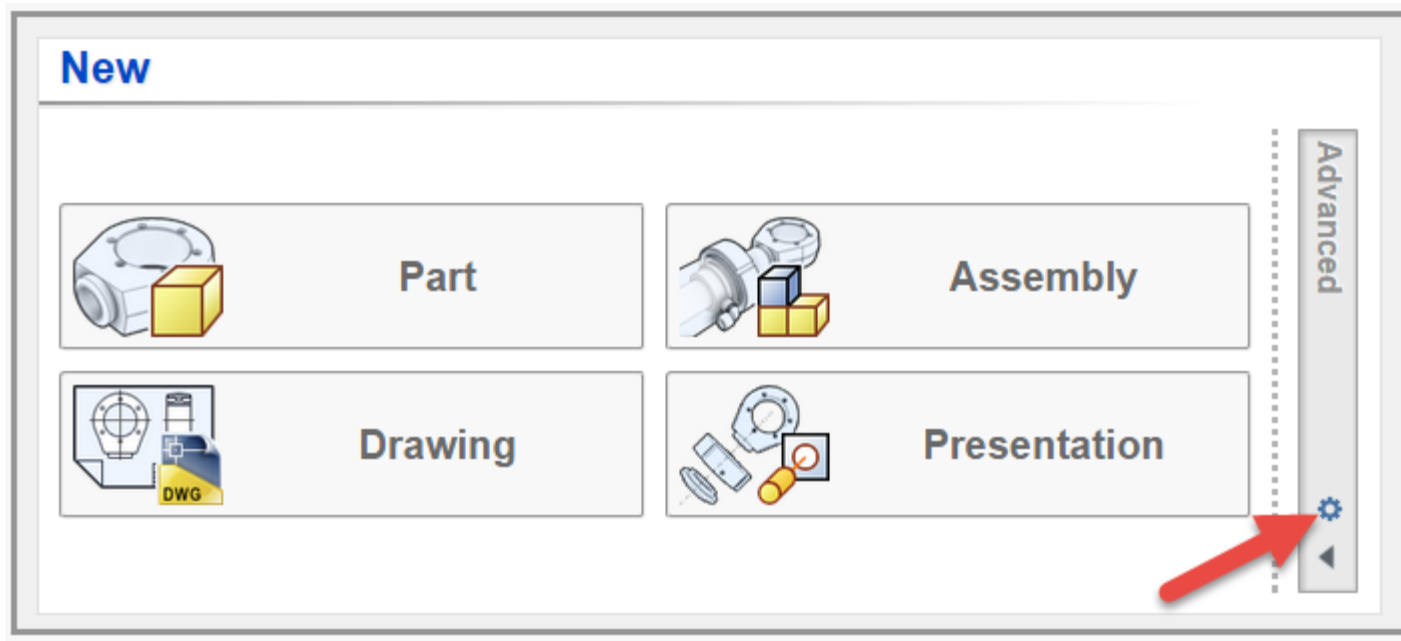 New
Part
Assembly
Drawing
DWG
Presentation
Advanced